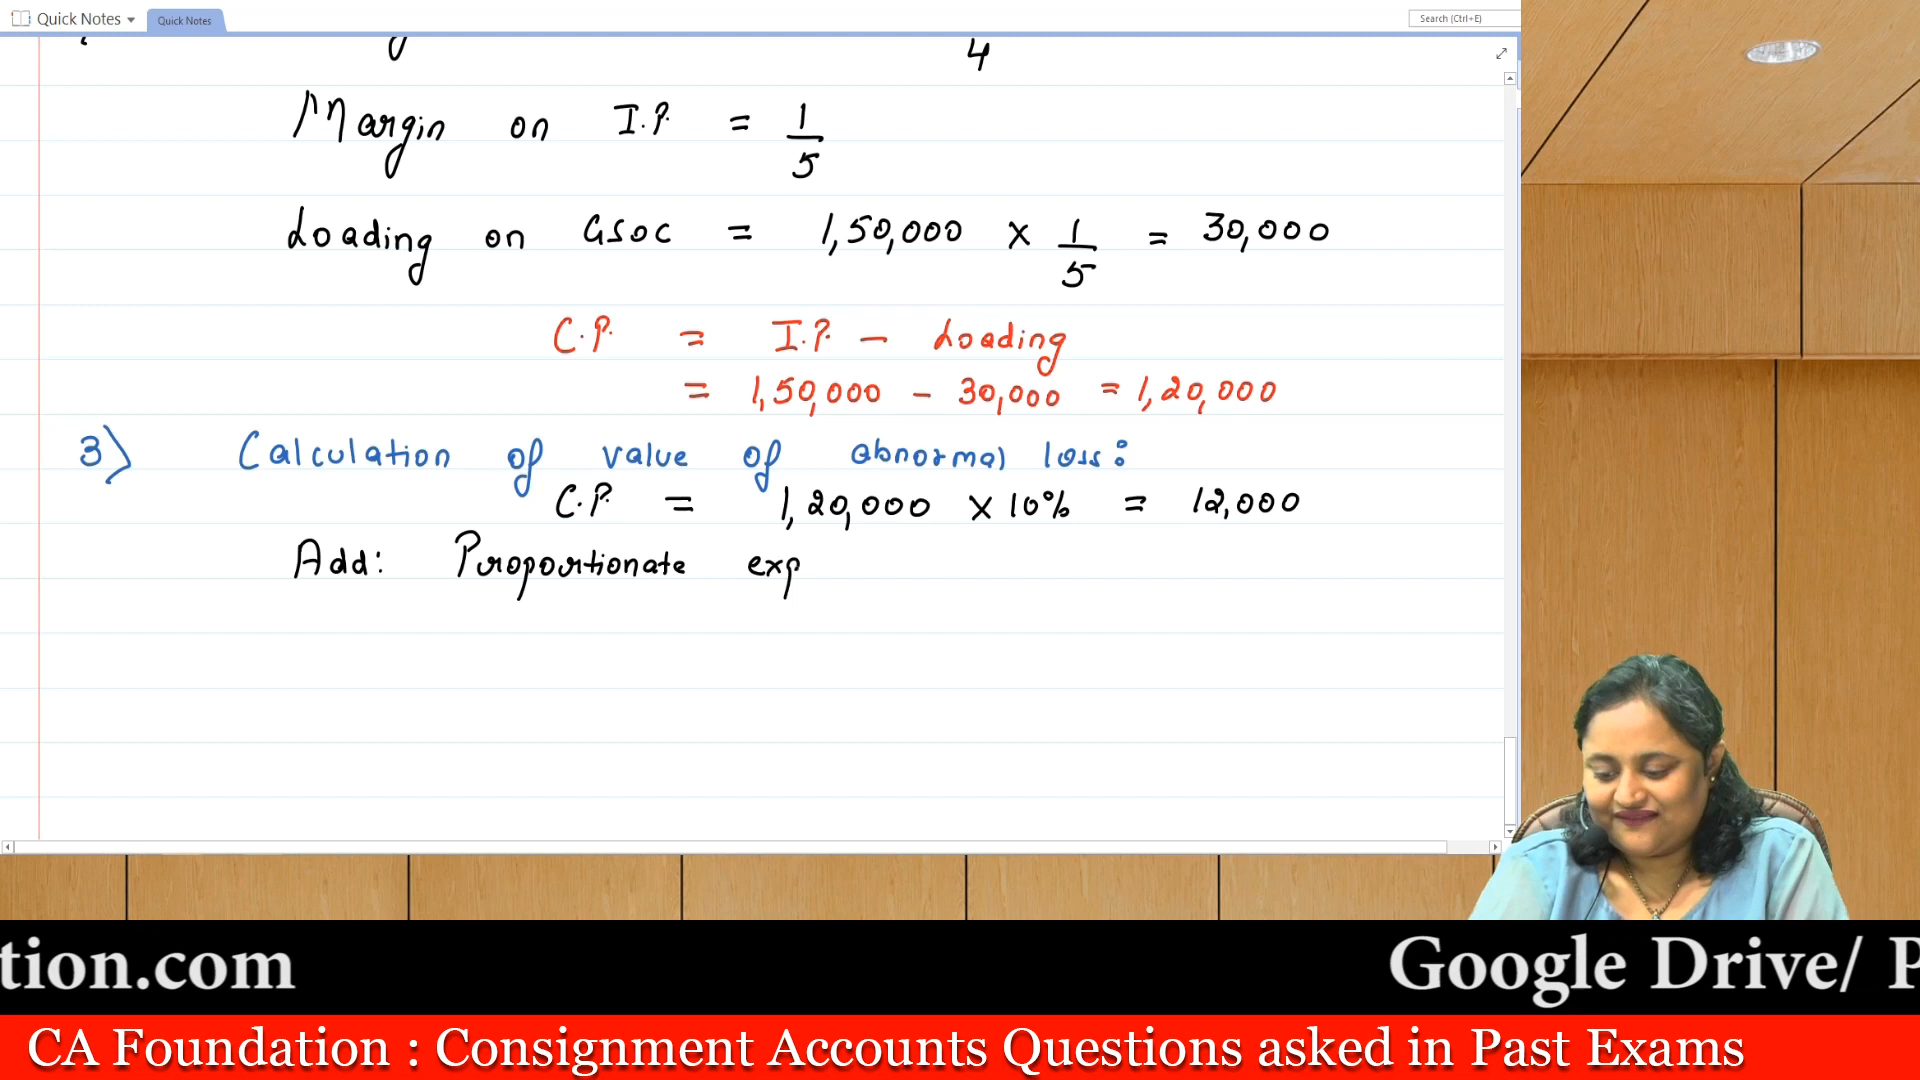 Quick Notes
Quick Notes
Search (Ctrl+E)
4
Margin on I.P. = 1/5
Loading on GSOC = 1,50,000 × 1/5 = 30,000
C.P. = I.P. - Loading
= 1,50,000 - 30,000 = 1,20,000
3) Calculation of value of abnormal loss:
C.P. = 1,20,000 × 10% = 12,000
Add: Proportionate exp
tion.com Google Drive/ P
CA Foundation : Consignment Accounts Questions asked in Past Exams